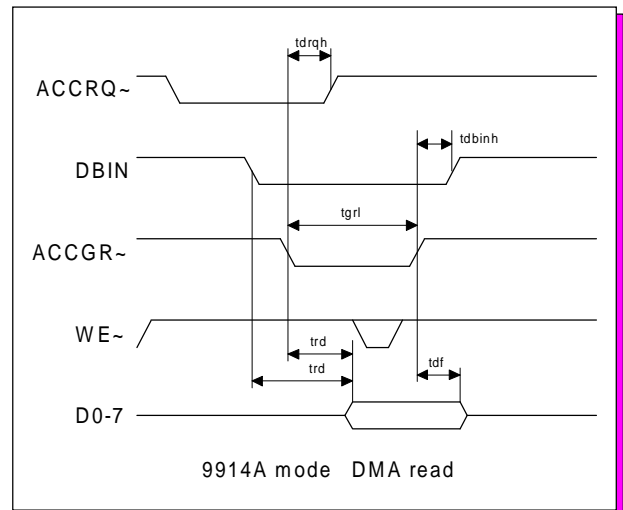 tdrqh
ACCRQ~
tdbinh
DBIN
tgrl
ACCGR~
WE~
trd
trd
tdf
D0-7
9914A mode DMA read